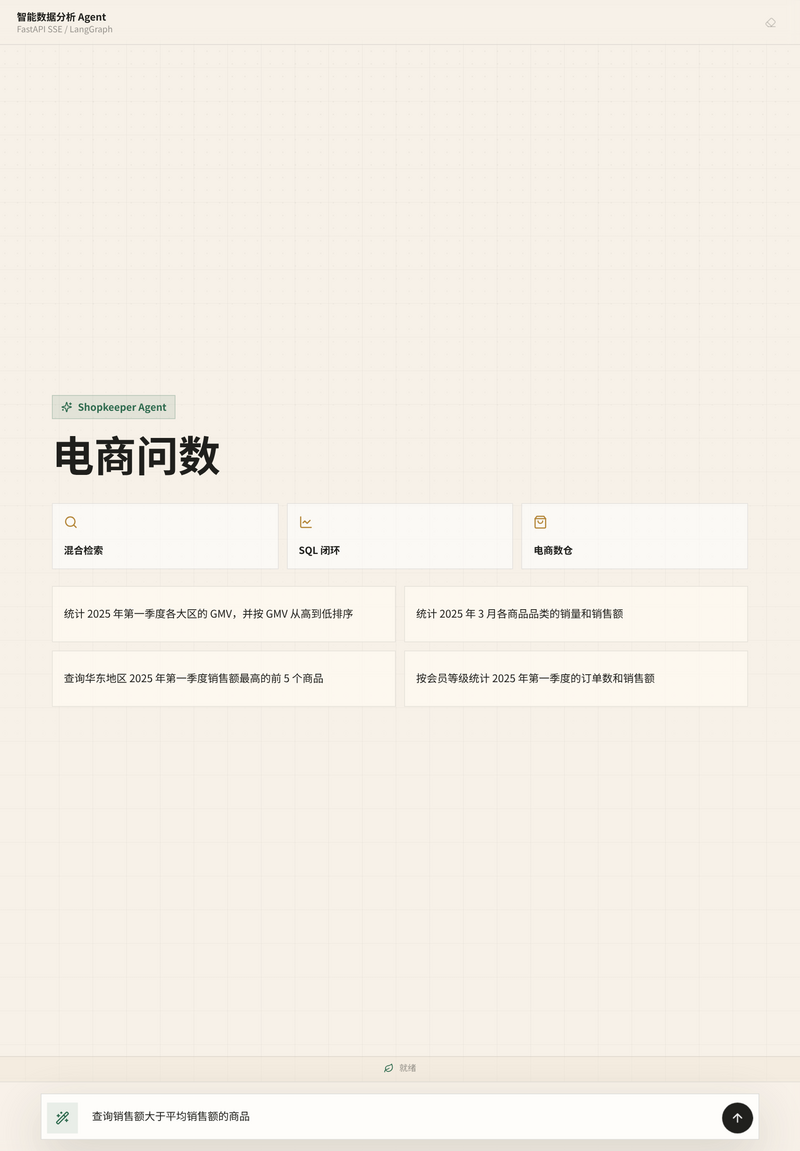 智能数据分析 Agent
FastAPI SSE / LangGraph
Shopkeeper Agent
电商问数
混合检索
SQL 闭环
电商数仓
统计 2025 年第一季度各大区的 GMV，并按 GMV 从高到低排序
统计 2025 年 3 月各商品品类的销量和销售额
查询华东地区 2025 年第一季度销售额最高的前 5 个商品
按会员等级统计 2025 年第一季度的订单数和销售额
就绪
查询销售额大于平均销售额的商品